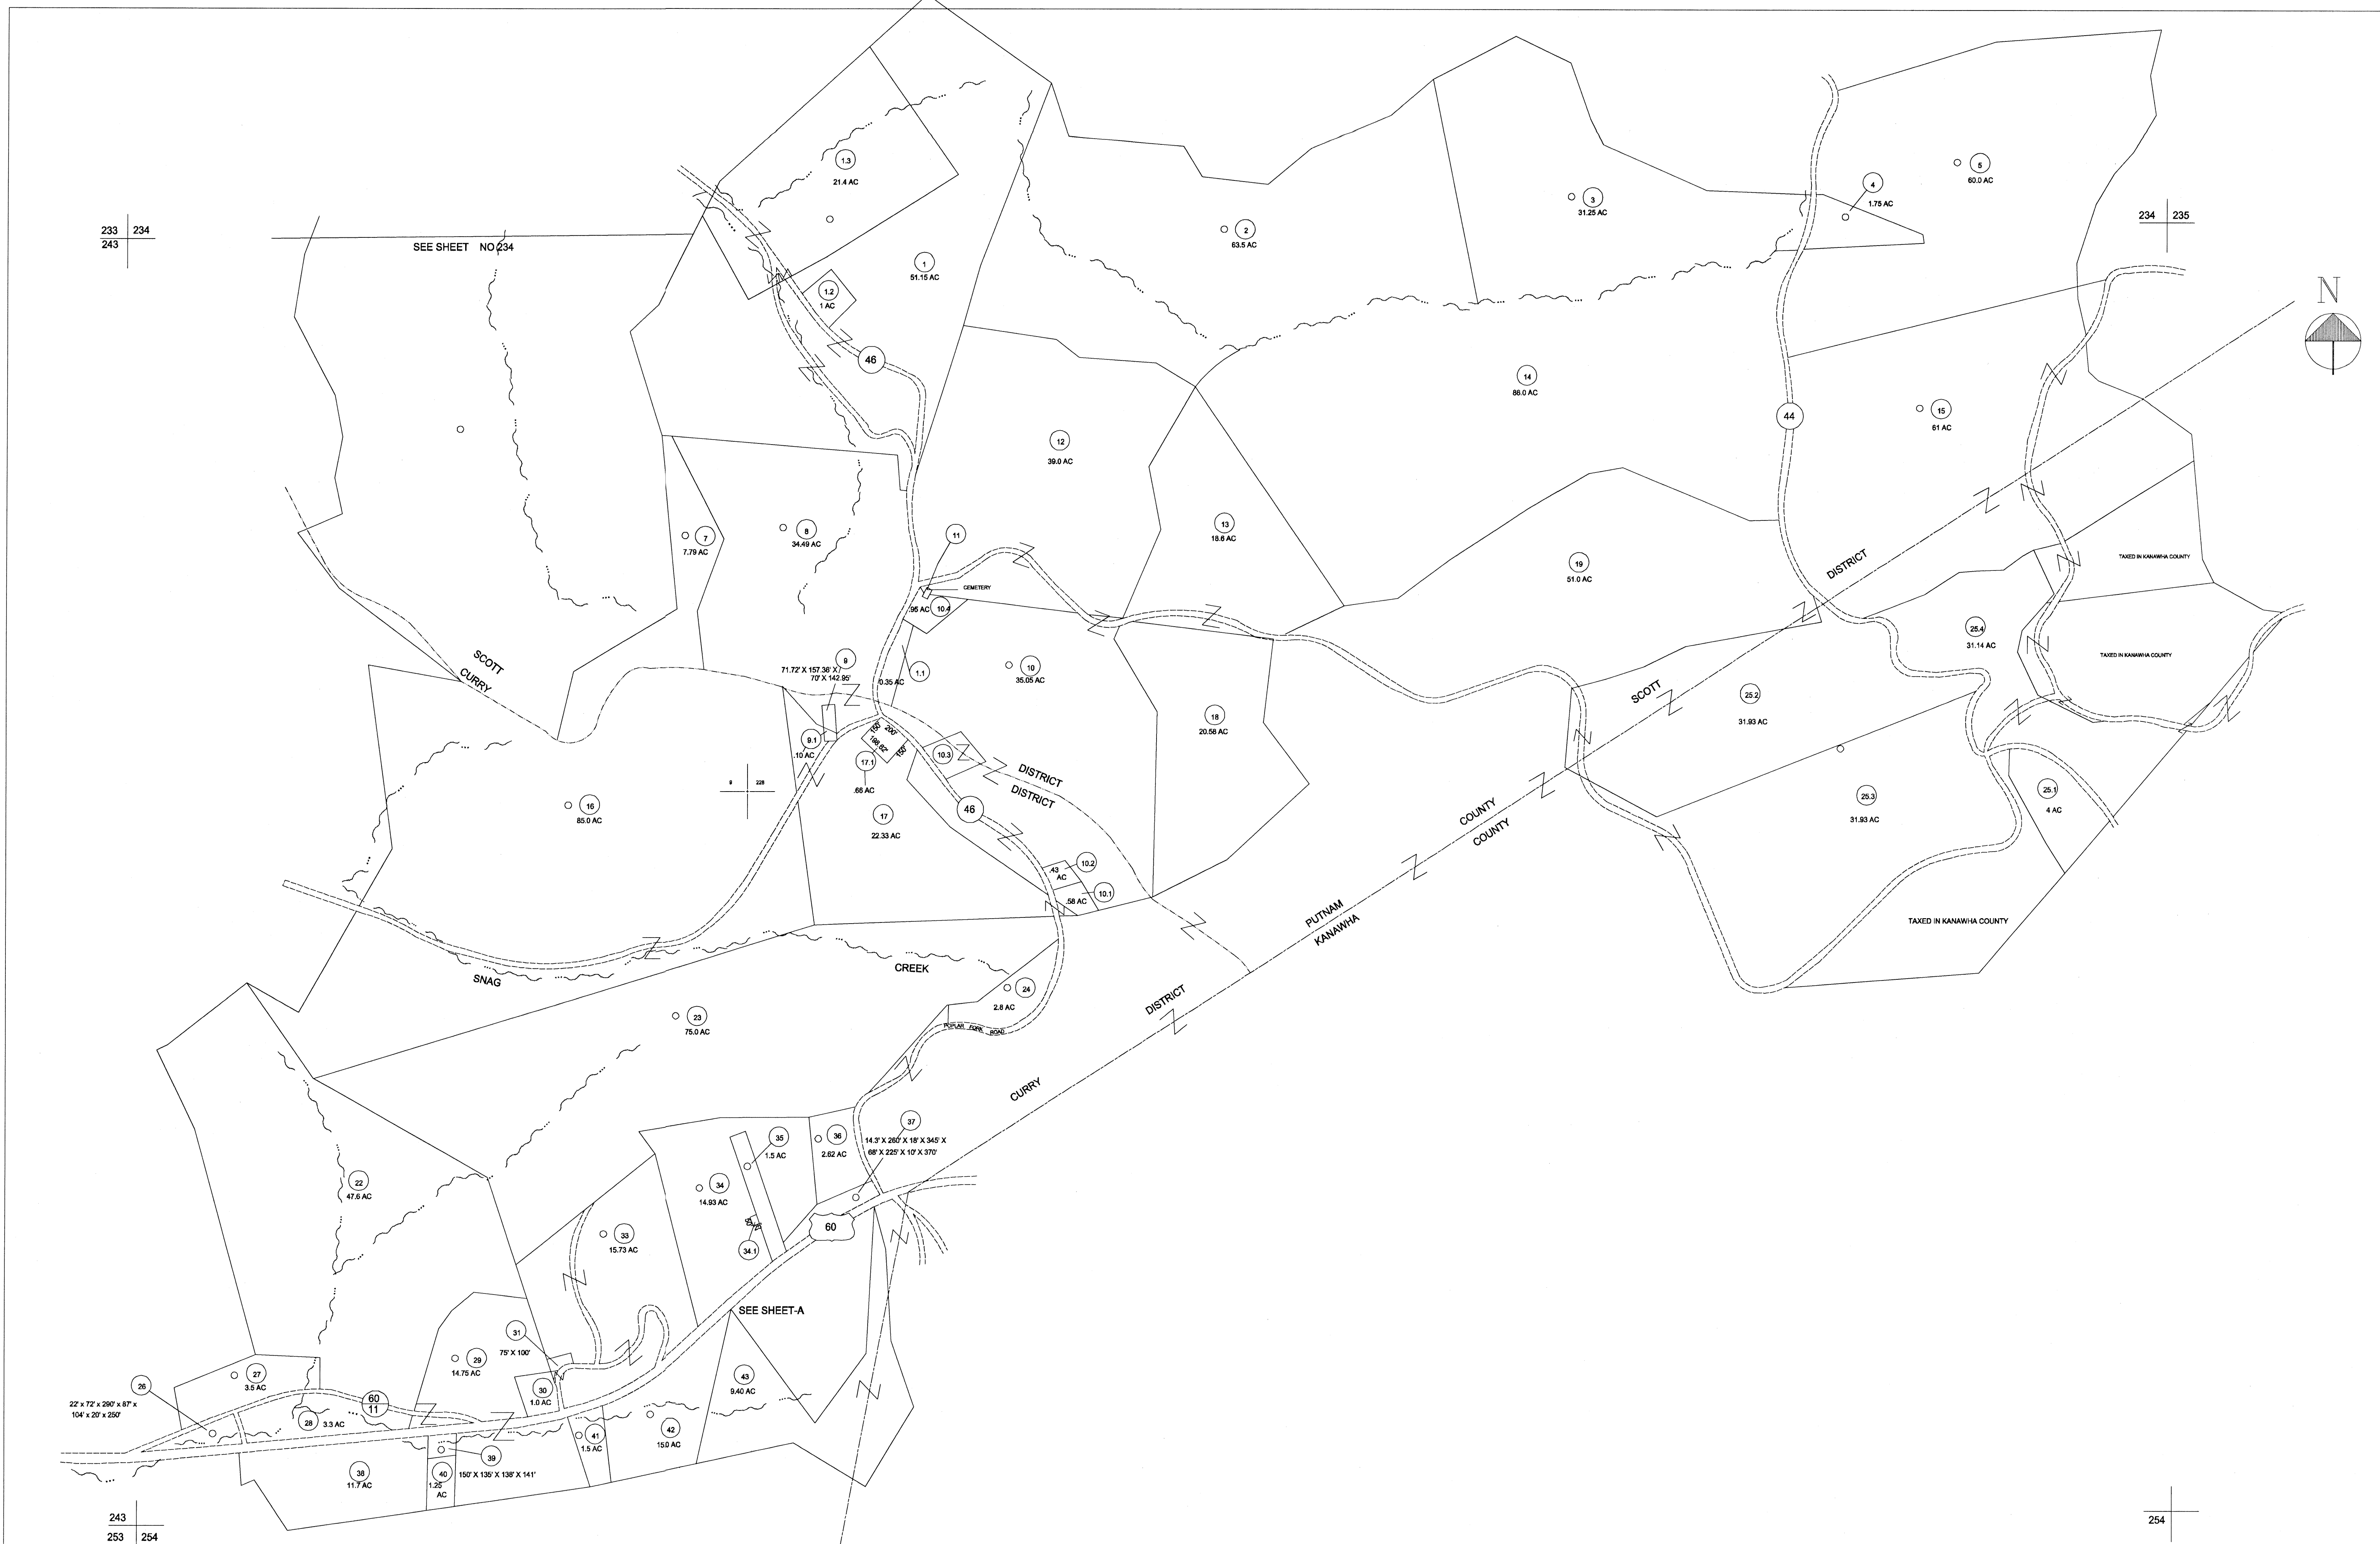 1.3
21.4 AC
5
60.0 AC
4
1.75 AC
3
31.25 AC
233 234
243
234 235
SEE SHEET NO 234
2
63.5 AC
1
51.15 AC
1.2
1 AC
N
46
14
88.0 AC
44
15
61 AC
12
39.0 AC
7
7.79 AC
8
34.49 AC
13
18.6 AC
11
CEMETERY
.95 AC 10.4
19
51.0 AC
DISTRICT
TAXED IN KANAWHA COUNTY
25.4
31.14 AC
TAXED IN KANAWHA COUNTY
SCOTT
CURRY
9
71.72' X 157.36' X
70' X 142.95'
1.1
0.35 AC
10
35.05 AC
SCOTT
25.2
31.93 AC
18
20.58 AC
9.1
.10 AC
150'
200'
198.62'
150'
17.1
.66 AC
10.3
DISTRICT
DISTRICT
9 228
16
85.0 AC
17
22.33 AC
46
COUNTY
COUNTY
25.3
31.93 AC
25.1
4 AC
10.2
.43
AC
10.1
.58 AC
PUTNAM
KANAWHA
TAXED IN KANAWHA COUNTY
SNAG
CREEK
24
2.8 AC
DISTRICT
23
75.0 AC
POPLAR FORK ROAD
CURRY
37
14.3' X 260' X 18' X 345' X
68' X 225' X 10' X 370'
35
1.5 AC
36
2.62 AC
22
47.6 AC
34
14.93 AC
34.1
60
33
15.73 AC
SEE SHEET-A
31
75' X 100'
29
14.75 AC
27
3.5 AC
26
22' x 72' x 290' x 87' x
104' x 20' x 250'
60
11
30
1.0 AC
43
9.40 AC
28 3.3 AC
41
1.5 AC
42
15.0 AC
39
150' X 135' X 138' X 141'
38
11.7 AC
40
1.25
AC
243
253 254
254